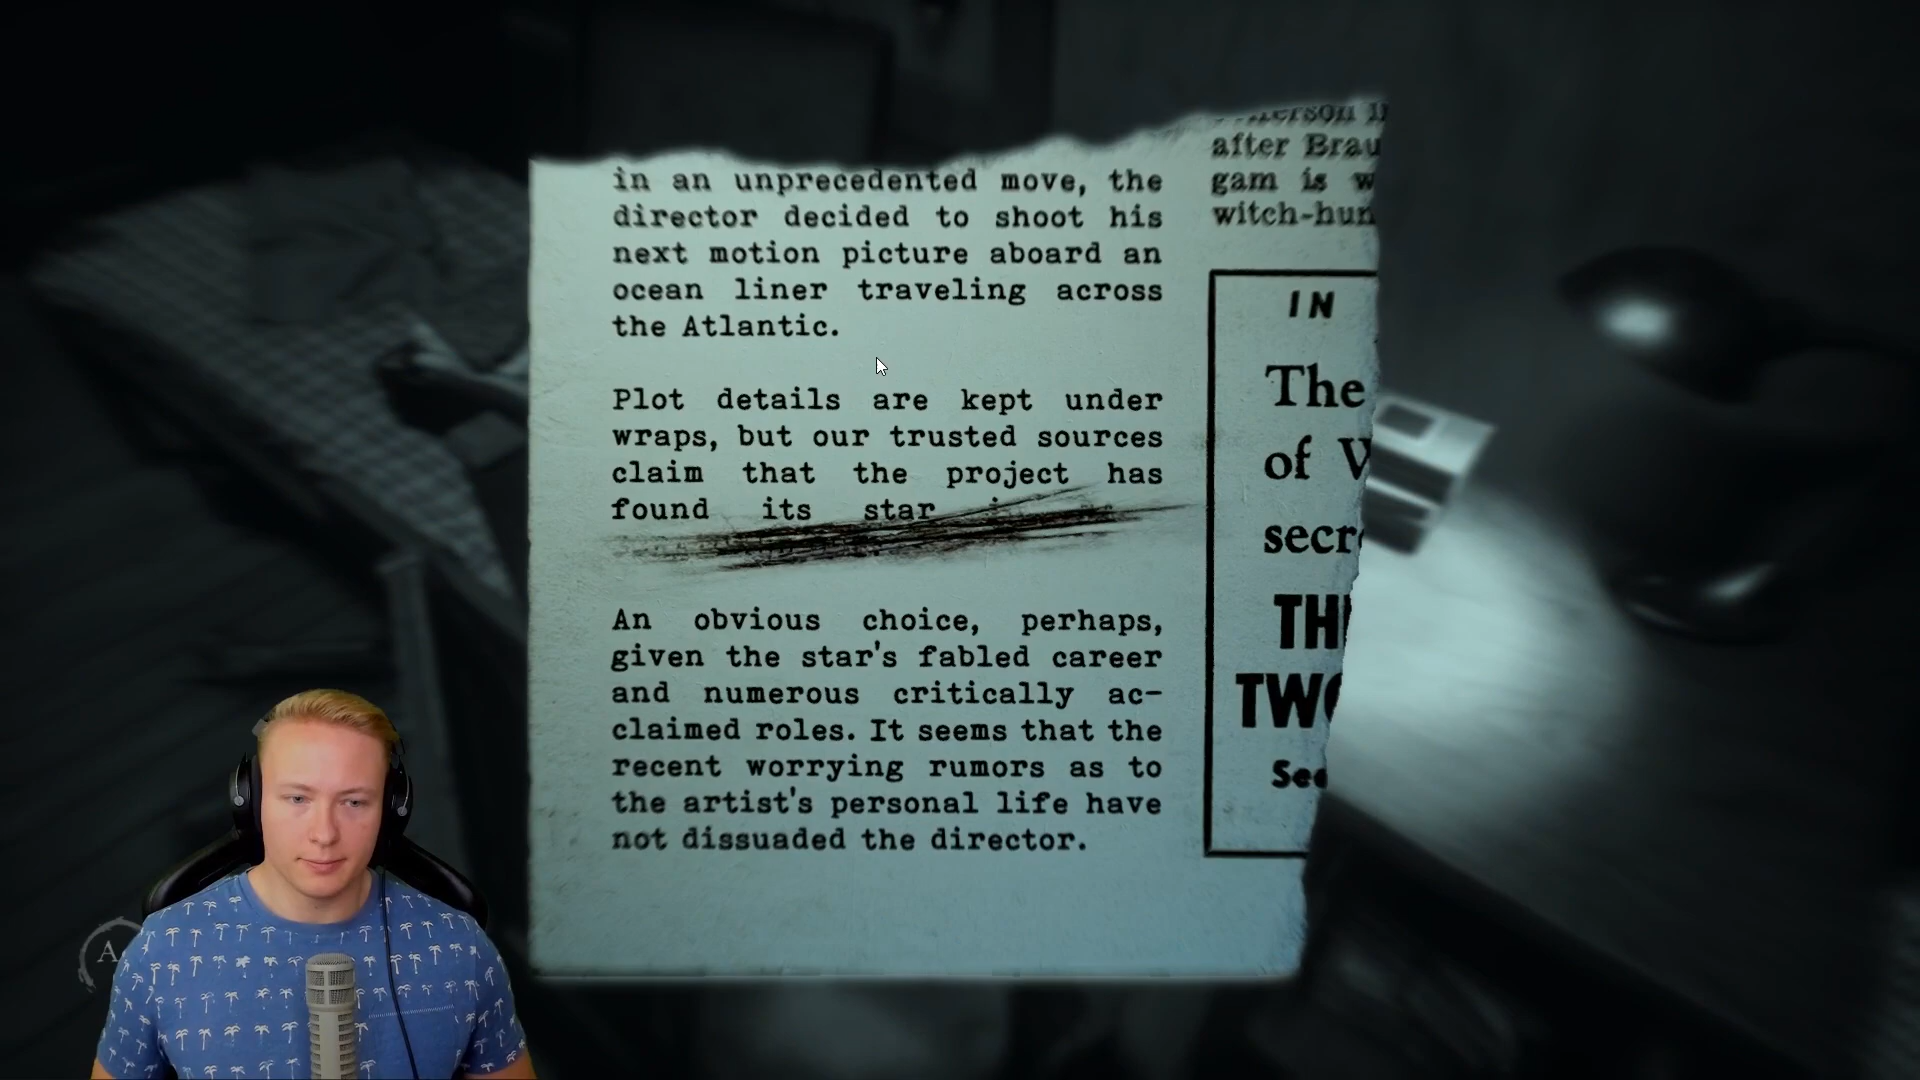 in an unprecedented move, the
director decided to shoot his
next motion picture aboard an
ocean liner traveling across
the Atlantic.
Plot details are kept under
wraps, but our trusted sources
claim that the project has
found its star
An obvious choice, perhaps,
given the star's fabled career
and numerous critically ac-
claimed roles. It seems that the
recent worrying rumors as to
the artist's personal life have
not dissuaded the director.
after Brau
gam is w
witch-hun
IN
The
of
secr
TH
TWO
See
A